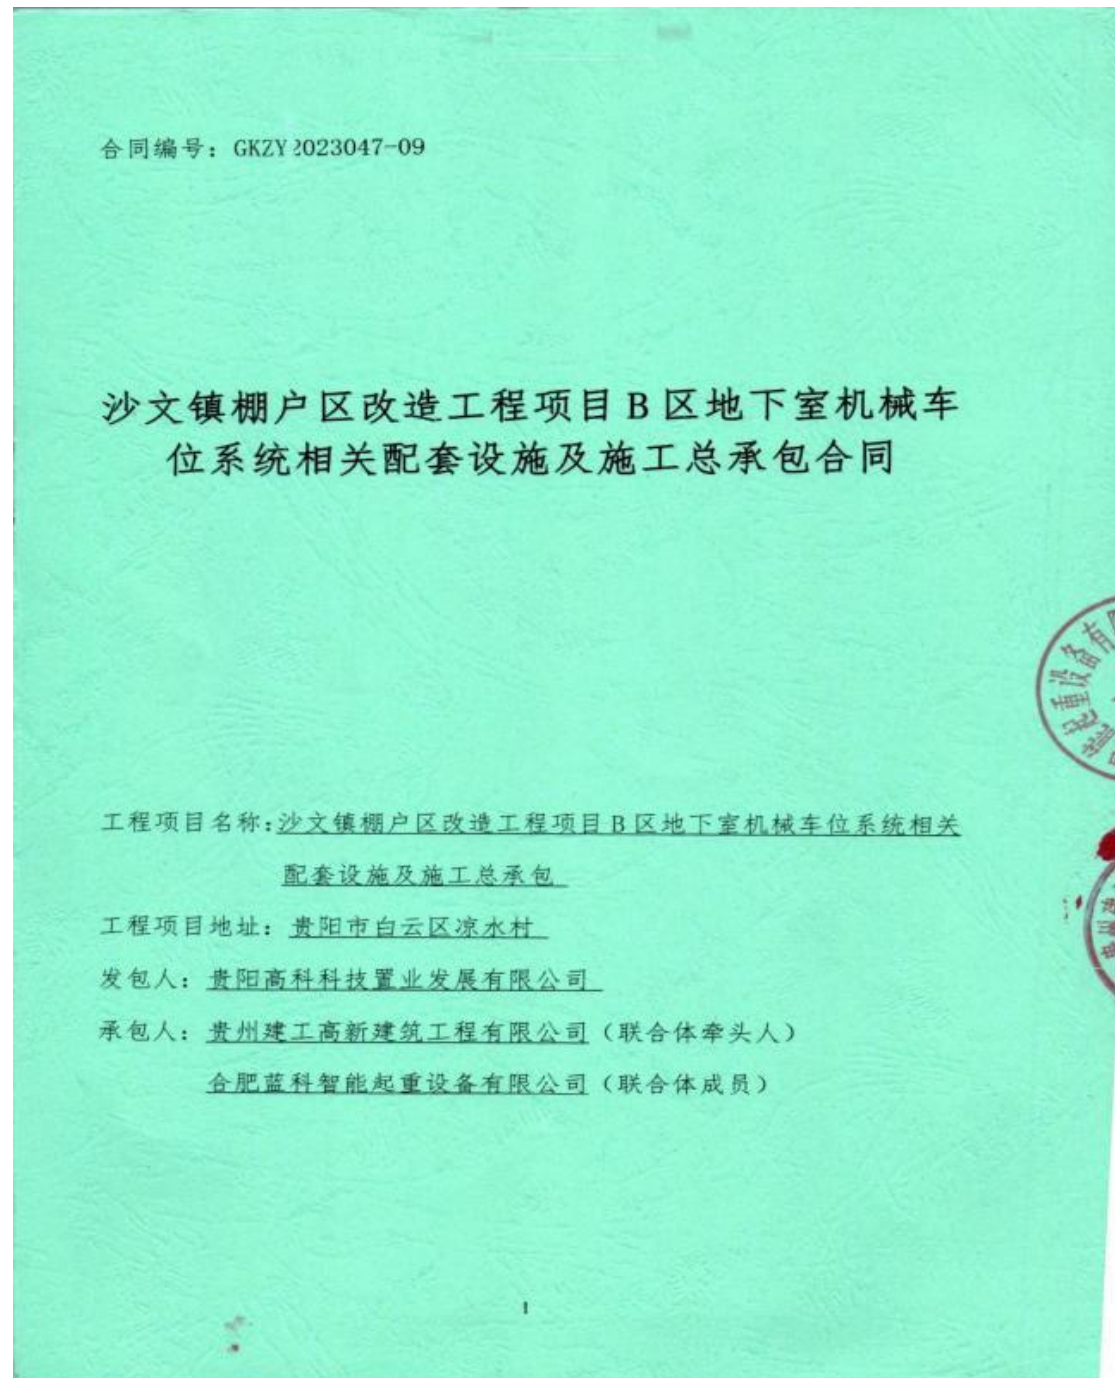 合同编号：GKZY2023047-09
沙文镇棚户区改造工程项目B区地下室机械车
位系统相关配套设施及施工总承包合同
起重设备有
工程项目名称：沙文镇棚户区改造工程项目B区地下室机械车位系统相关
配套设施及施工总承包
工程项目地址：贵阳市白云区凉水村
发包人：贵阳高科科技置业发展有限公司
承包人：贵州建工高新建筑工程有限公司（联合体牵头人）
合肥蓝科智能起重设备有限公司（联合体成员）
1